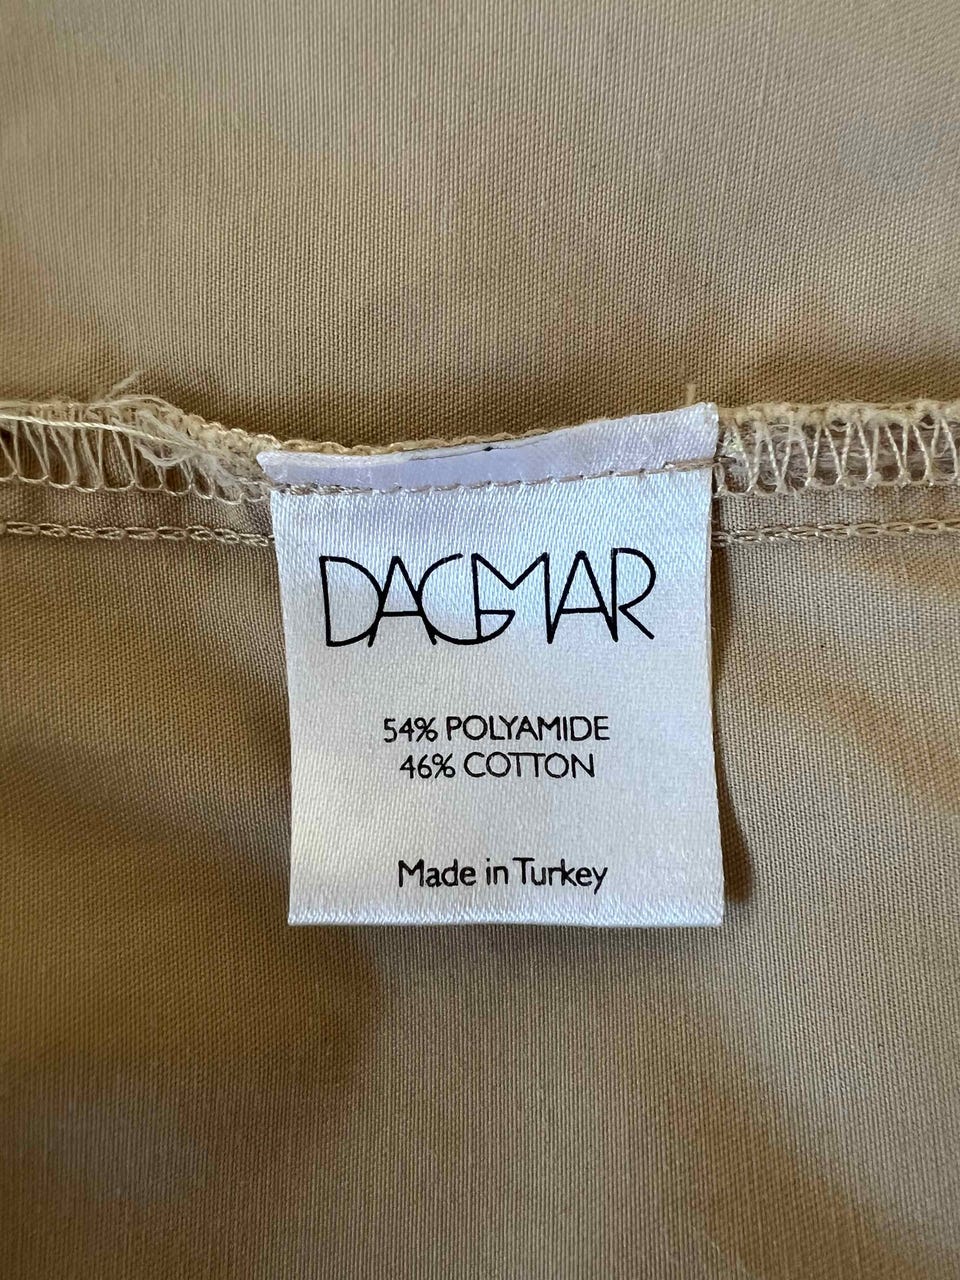 DAGMAR
54% POLYAMIDE
46% COTTON
Made in Turkey